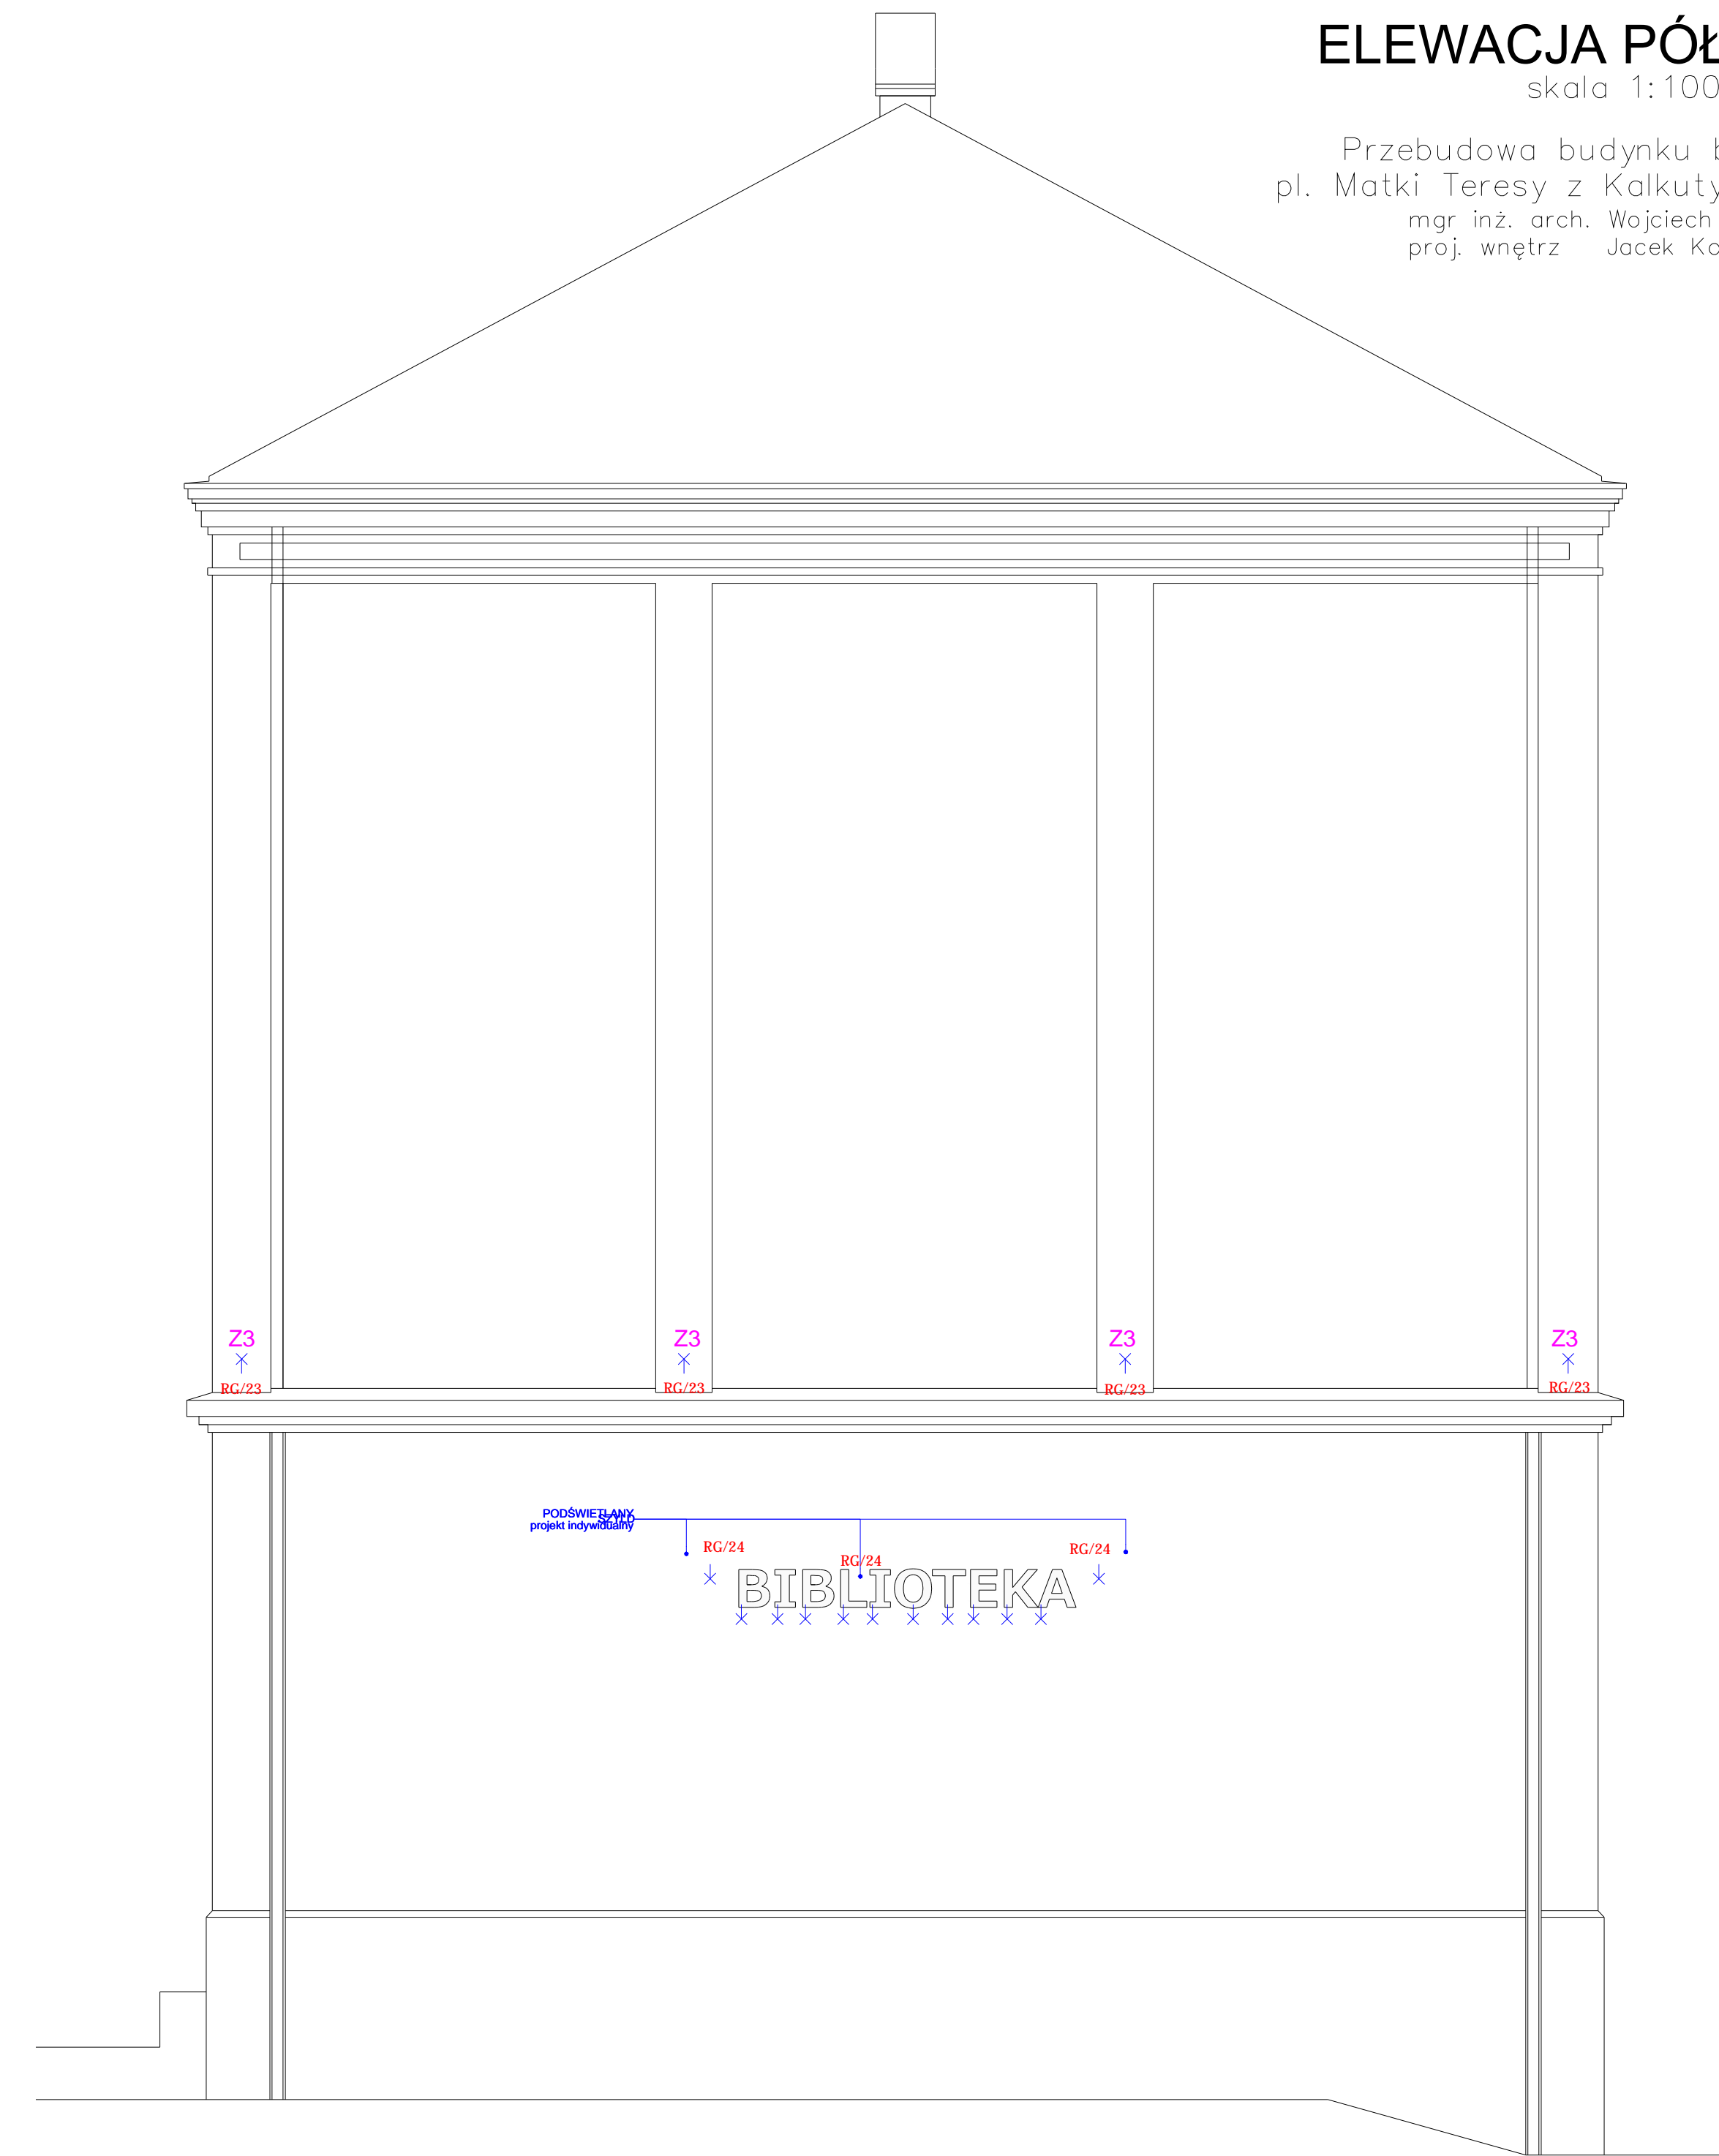 ELEWACJA PÓŁ
skala 1:100
Przebudowa budynku b
pl. Matki Teresy z Kalkuty
mgr inż. arch. Wojciech
proj. wnętrz Jacek Ko
Z3 Z3 Z3 Z3
RG/23 RG/23 RG/23 RG/23
PODŚWIETLANY
SZYLD
projekt indywidualny
RG/24 RG/24 RG/24
BIBLIOTEKA